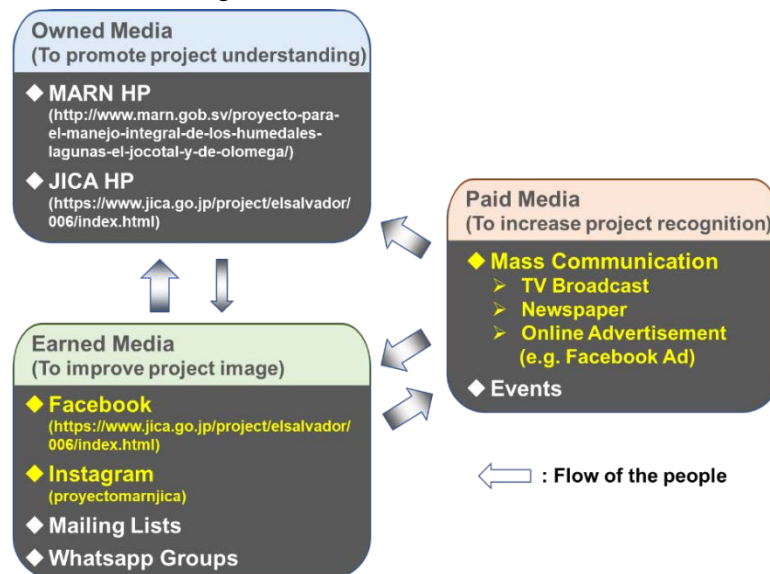 Owned Media
(To promote project understanding)
◆ MARN HP
(http://www.marn.gob.sv/proyecto-para-
el-manejo-integral-de-los-humedales-
lagunas-el-jocotal-y-de-olomega/)
◆ JICA HP
(https://www.jica.go.jp/project/elsalvador/
006/index.html)
Paid Media
(To increase project recognition)
◆ Mass Communication
➢ TV Broadcast
➢ Newspaper
➢ Online Advertisement
(e.g. Facebook Ad)
◆ Events
Earned Media
(To improve project image)
◆ Facebook
(https://www.jica.go.jp/project/elsalvador/
006/index.html)
◆ Instagram
(proyectomarnjica)
◆ Mailing Lists
◆ Whatsapp Groups
: Flow of the people